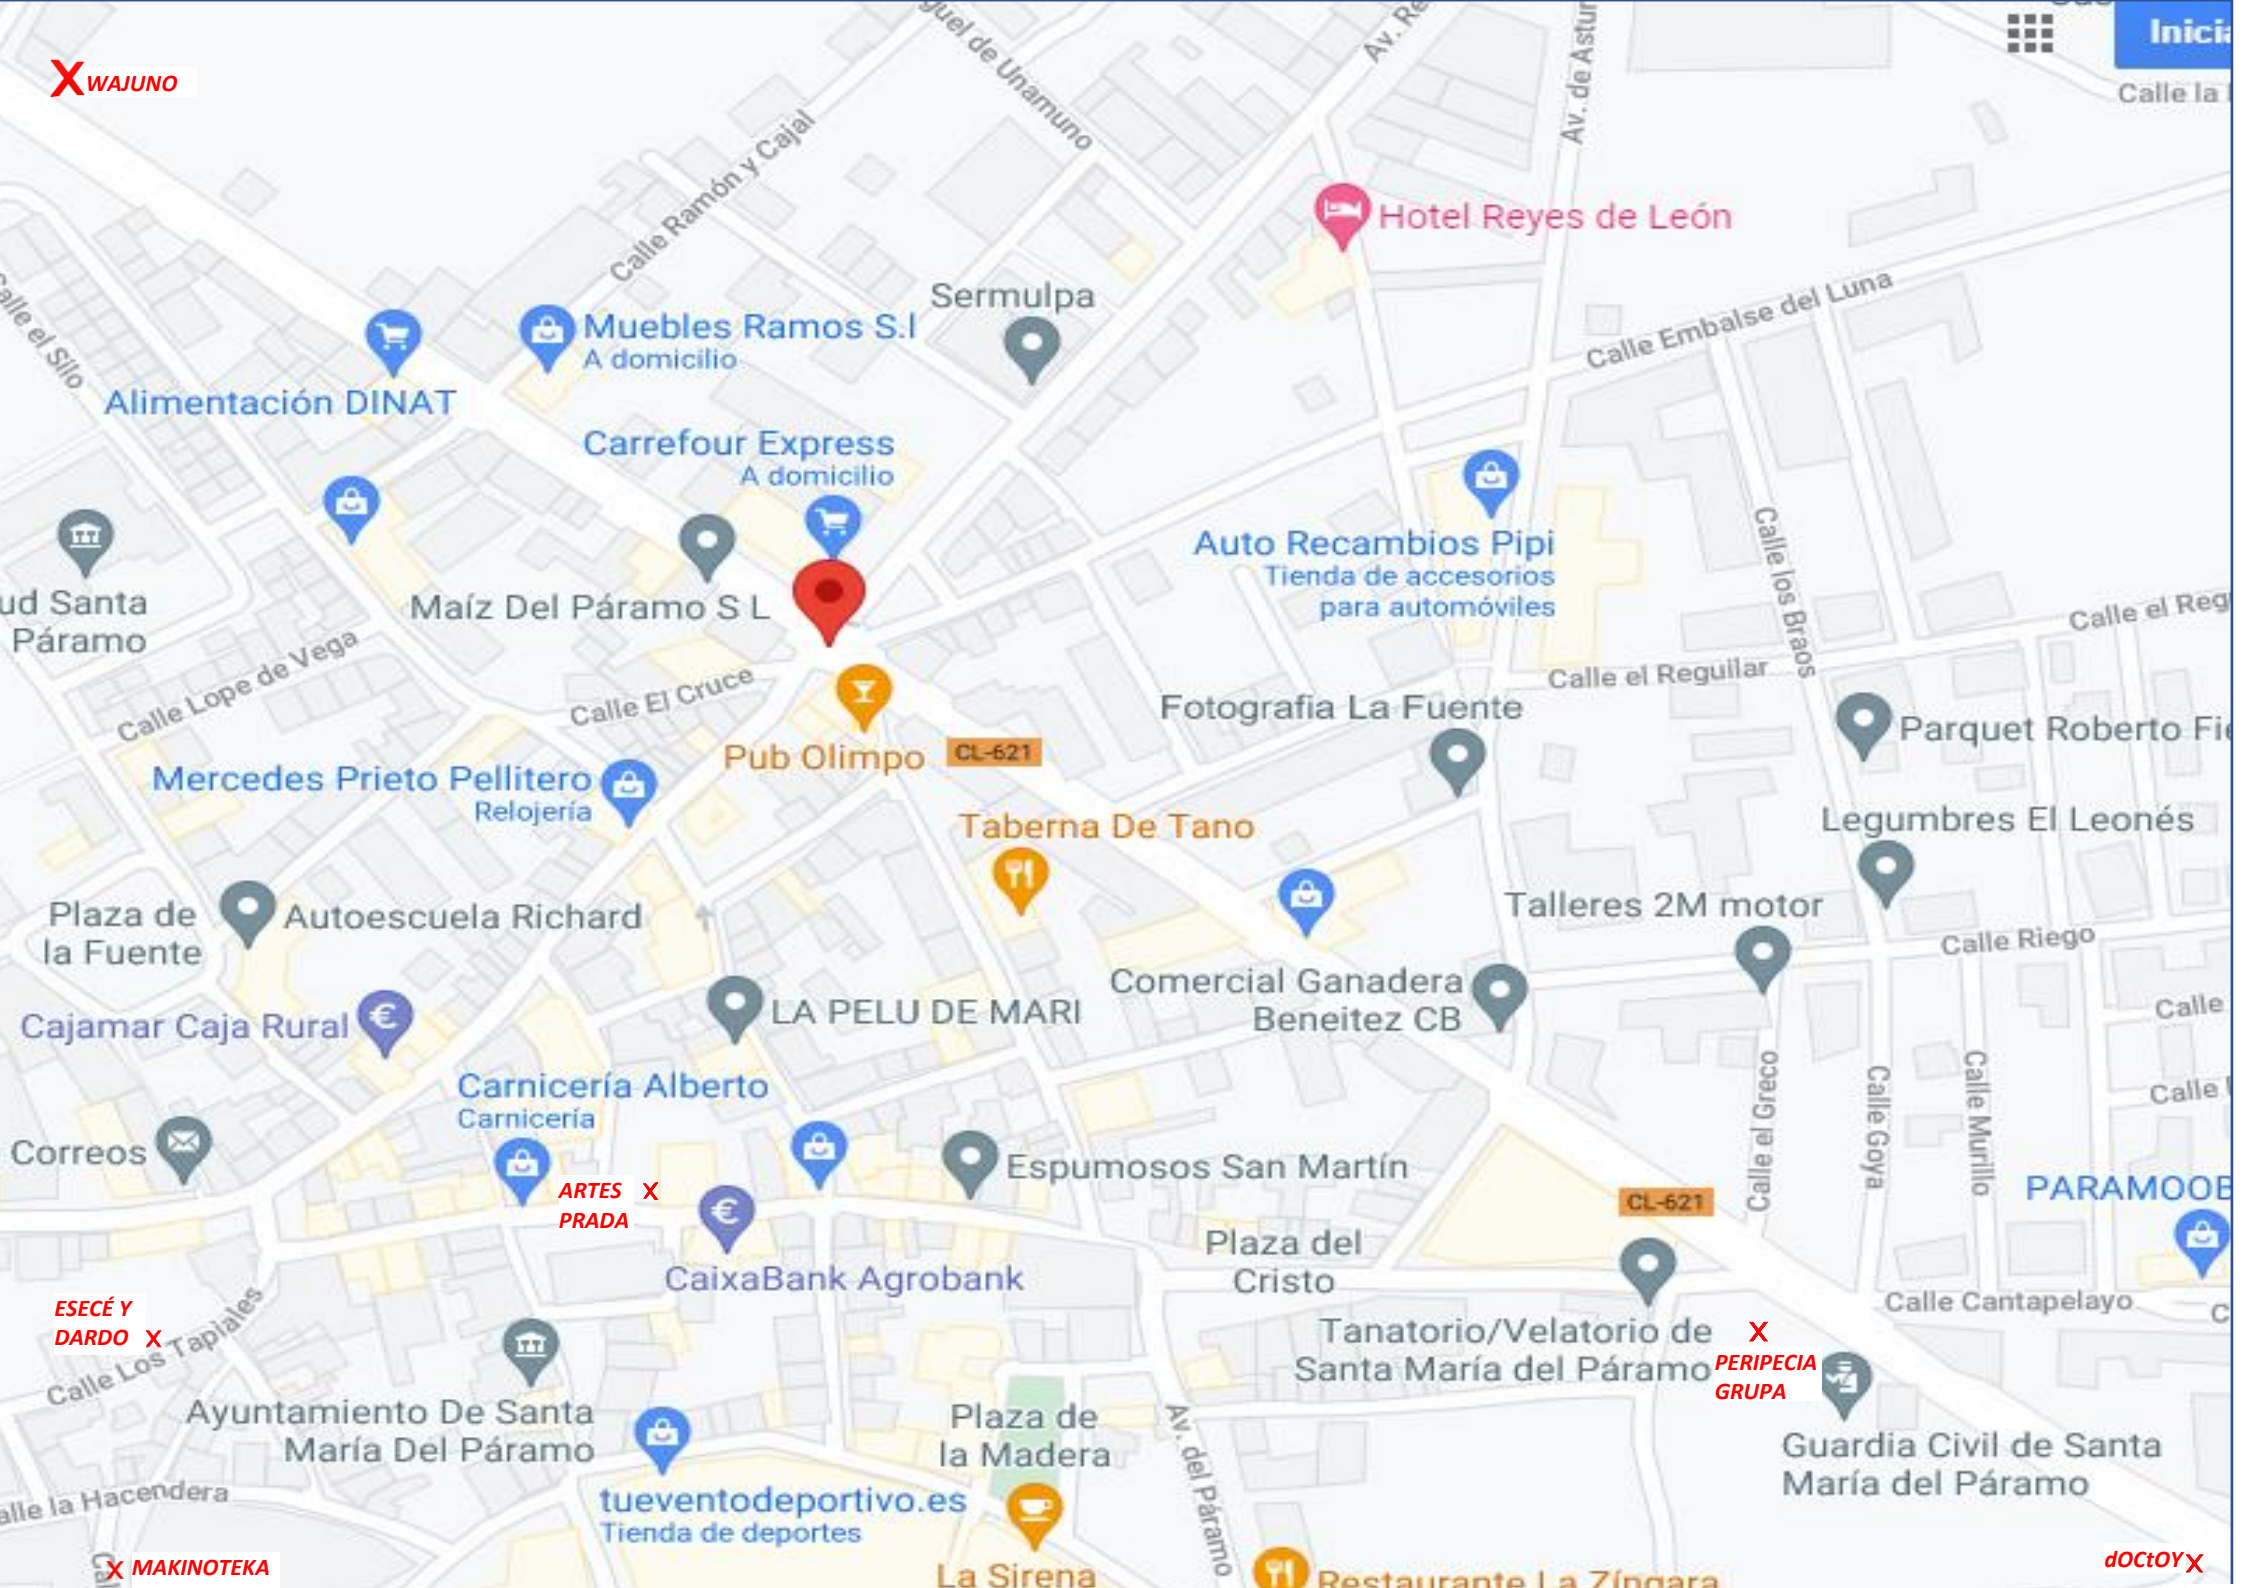 Inicia
Calle la
guel de Unamuno
Av. Re
Av. de Astur
WAJUNO
Calle Ramón y Cajal
Hotel Reyes de León
Calle el Silo
Sermulpa
Muebles Ramos S.l
A domicilio
Calle Embalse del Luna
Alimentación DINAT
Carrefour Express
A domicilio
Auto Recambios Pipi
Tienda de accesorios
para automóviles
Calle los Braos
ud Santa
Páramo
Maíz Del Páramo S L
Calle el Reg
Calle Lope de Vega
Calle El Cruce
Calle el Reguilar
Fotografia La Fuente
Parquet Roberto Fie
Pub Olimpo
CL-621
Mercedes Prieto Pellitero
Relojería
Taberna De Tano
Legumbres El Leonés
Plaza de
la Fuente
Autoescuela Richard
Talleres 2M motor
Calle Riego
Comercial Ganadera
Beneitez CB
LA PELU DE MARI
Cajamar Caja Rural
Calle
Carnicería Alberto
Carnicería
Calle
Calle el Greco
Calle Goya
Calle Murillo
Correos
Espumosos San Martín
ARTES X
PRADA
CL-621
PARAMOOB
Plaza del
Cristo
CaixaBank Agrobank
Calle Cantapelayo
C
ESECÉ Y
DARDO X
Calle Los Tapiales
Tanatorio/Velatorio de
Santa María del Páramo
X
PERIPECIA
GRUPA
Ayuntamiento De Santa
María Del Páramo
Plaza de
la Madera
Av. del Páramo
Guardia Civil de Santa
María del Páramo
alle la Hacendera
tueventodeportivo.es
Tienda de deportes
Cal
X MAKINOTEKA
La Sirena
Restaurante La Zíngara
dOCtOY X